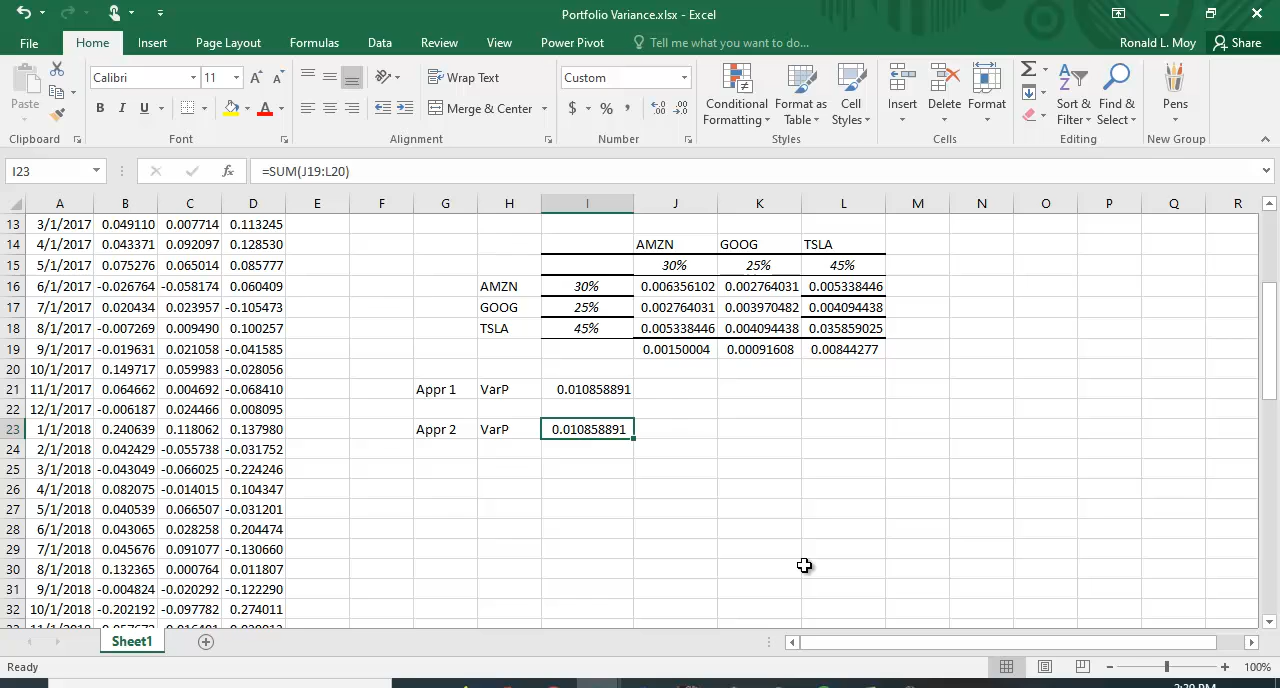 Portfolio Variance.xlsx - Excel
File Home Insert Page Layout Formulas Data Review View Power Pivot Tell me what you want to do... Ronald L. Moy Share
Paste
Calibri 11
Wrap Text
Custom
B I U A
Merge & Center
$ % ,
Conditional Formatting
Format as Table
Cell Styles
Insert Delete Format
Sort & Filter
Find & Select
Pens
Clipboard Font Alignment Number Styles Cells Editing New Group
I23 fx =SUM(J19:L20)
A B C D E F G H I J K L M N O P Q R
13 3/1/2017 0.049110 0.007714 0.113245
14 4/1/2017 0.043371 0.092097 0.128530 AMZN GOOG TSLA
15 5/1/2017 0.075276 0.065014 0.085777 30% 25% 45%
16 6/1/2017 -0.026764 -0.058174 0.060409 AMZN 30% 0.006356102 0.002764031 0.005338446
17 7/1/2017 0.020434 0.023957 -0.105473 GOOG 25% 0.002764031 0.003970482 0.004094438
18 8/1/2017 -0.007269 0.009490 0.100257 TSLA 45% 0.005338446 0.004094438 0.035859025
19 9/1/2017 -0.019631 0.021058 -0.041585 0.00150004 0.00091608 0.00844277
20 10/1/2017 0.149717 0.059983 -0.028056
21 11/1/2017 0.064662 0.004692 -0.068410 Appr 1 VarP 0.010858891
22 12/1/2017 -0.006187 0.024466 0.008095
23 1/1/2018 0.240639 0.118062 0.137980 Appr 2 VarP 0.010858891
24 2/1/2018 0.042429 -0.055738 -0.031752
25 3/1/2018 -0.043049 -0.066025 -0.224246
26 4/1/2018 0.082075 -0.014015 0.104347
27 5/1/2018 0.040539 0.066507 -0.031201
28 6/1/2018 0.043065 0.028258 0.204474
29 7/1/2018 0.045676 0.091077 -0.130660
30 8/1/2018 0.132365 0.000764 0.011807
31 9/1/2018 -0.004824 -0.020292 -0.122290
32 10/1/2018 -0.202192 -0.097782 0.274011
Sheet1
Ready 100%